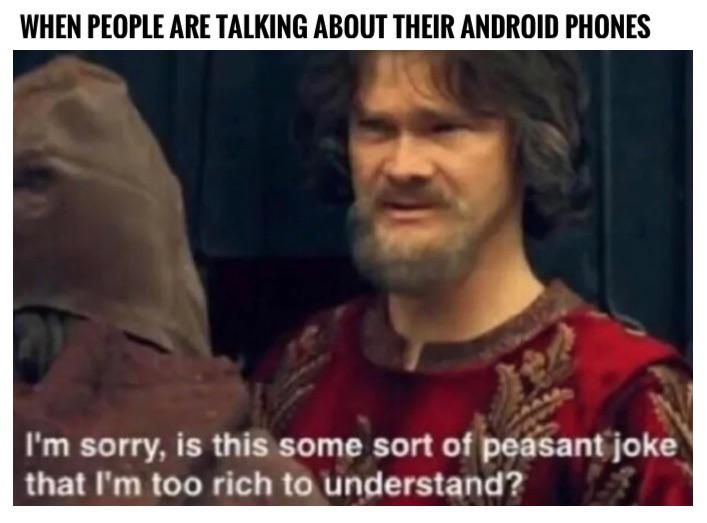 WHEN PEOPLE ARE TALKING ABOUT THEIR ANDROID PHONES
I'm sorry, is this some sort of peasant joke
that I'm too rich to understand?